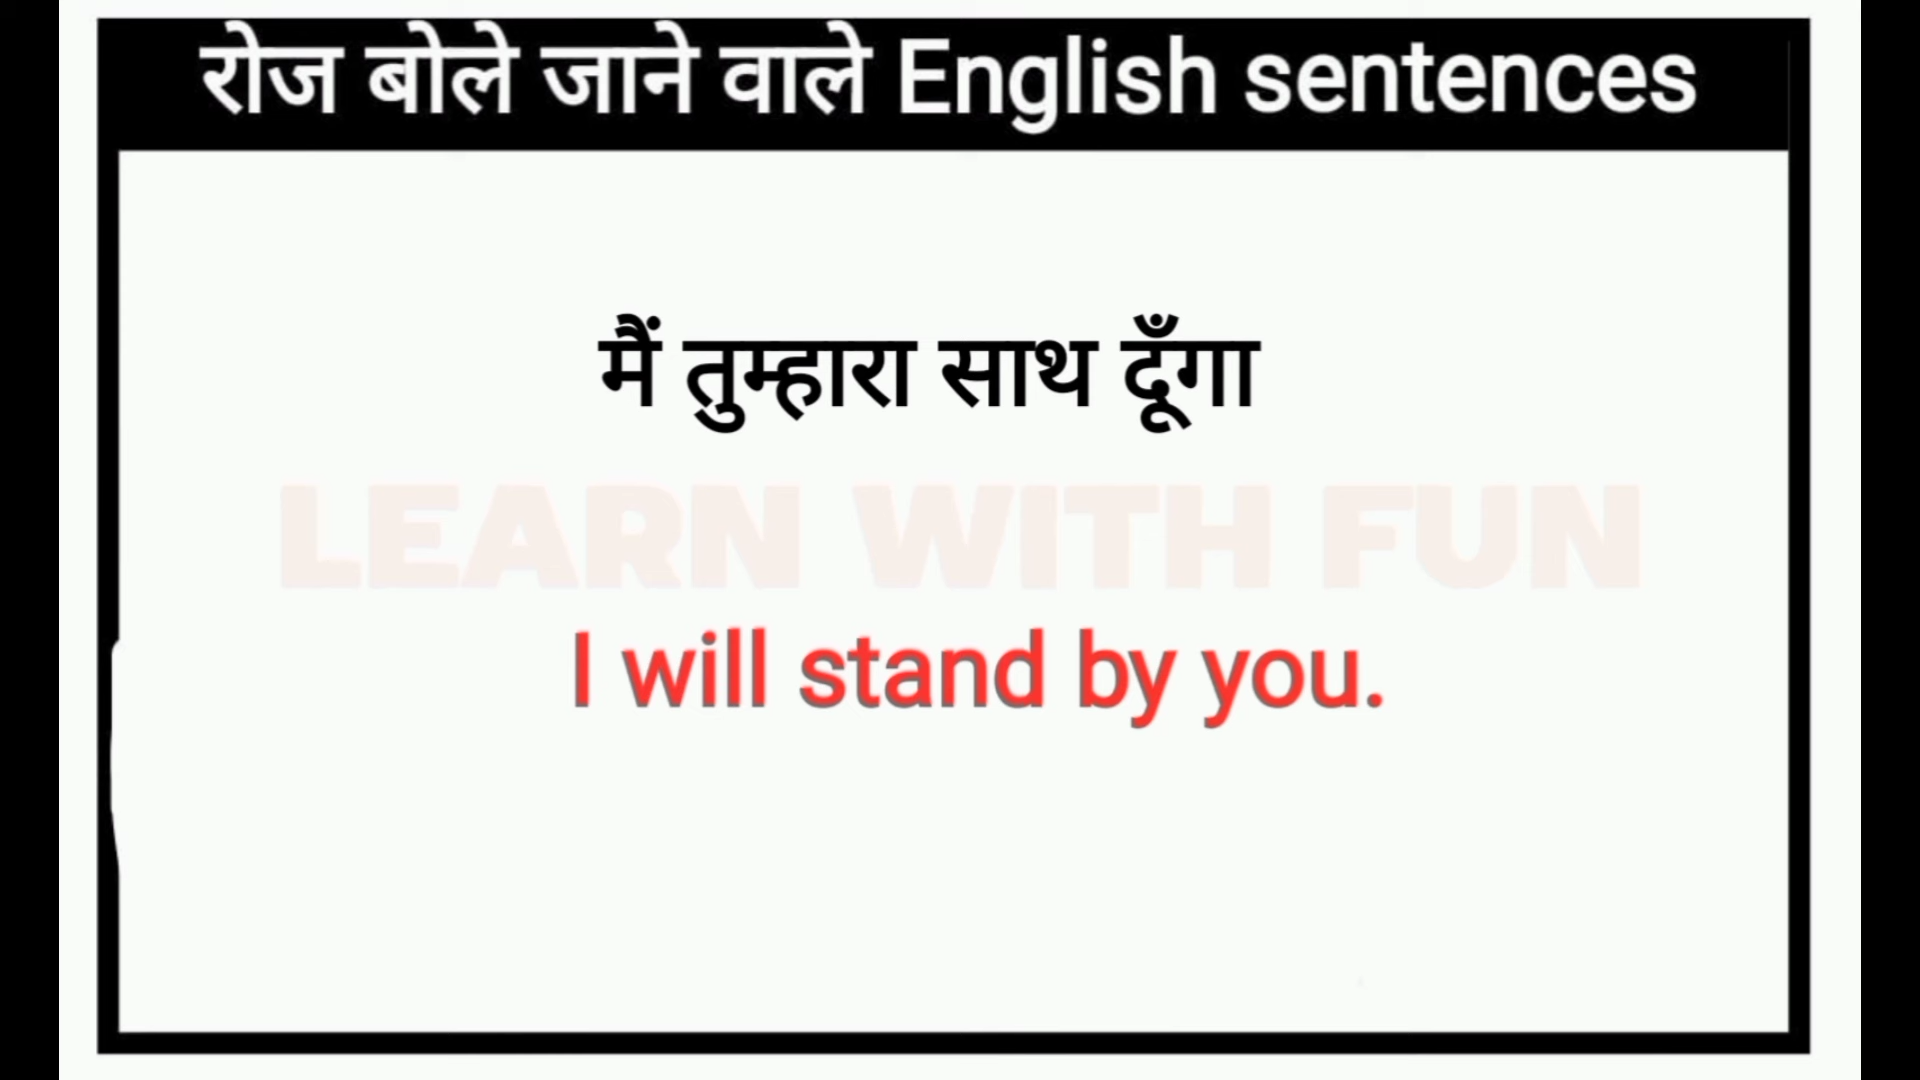 रोज बोले जाने वाले English sentences
मैं तुम्हारा साथ दूँगा
LEARN WITH FUN
I will stand by you.